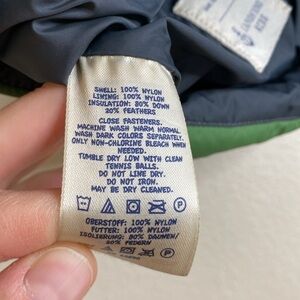 SHELL: 100% NYLON
LINING: 100% NYLON
INSULATION: 80% DOWN
20% FEATHERS
CLOSE FASTENERS.
MACHINE WASH WARM NORMAL.
WASH DARK COLORS SEPARATELY.
ONLY NON-CHLORINE BLEACH WHEN
NEEDED.
TUMBLE DRY LOW WITH CLEAN
TENNIS BALLS.
DO NOT LINE DRY.
DO NOT IRON.
MAY BE DRY CLEANED.
P
OBERSTOFF: 100% NYLON
FUTTER: 100% NYLON
ISOLIERUNG: 80% DAUNEN/
20% FEDERN
P